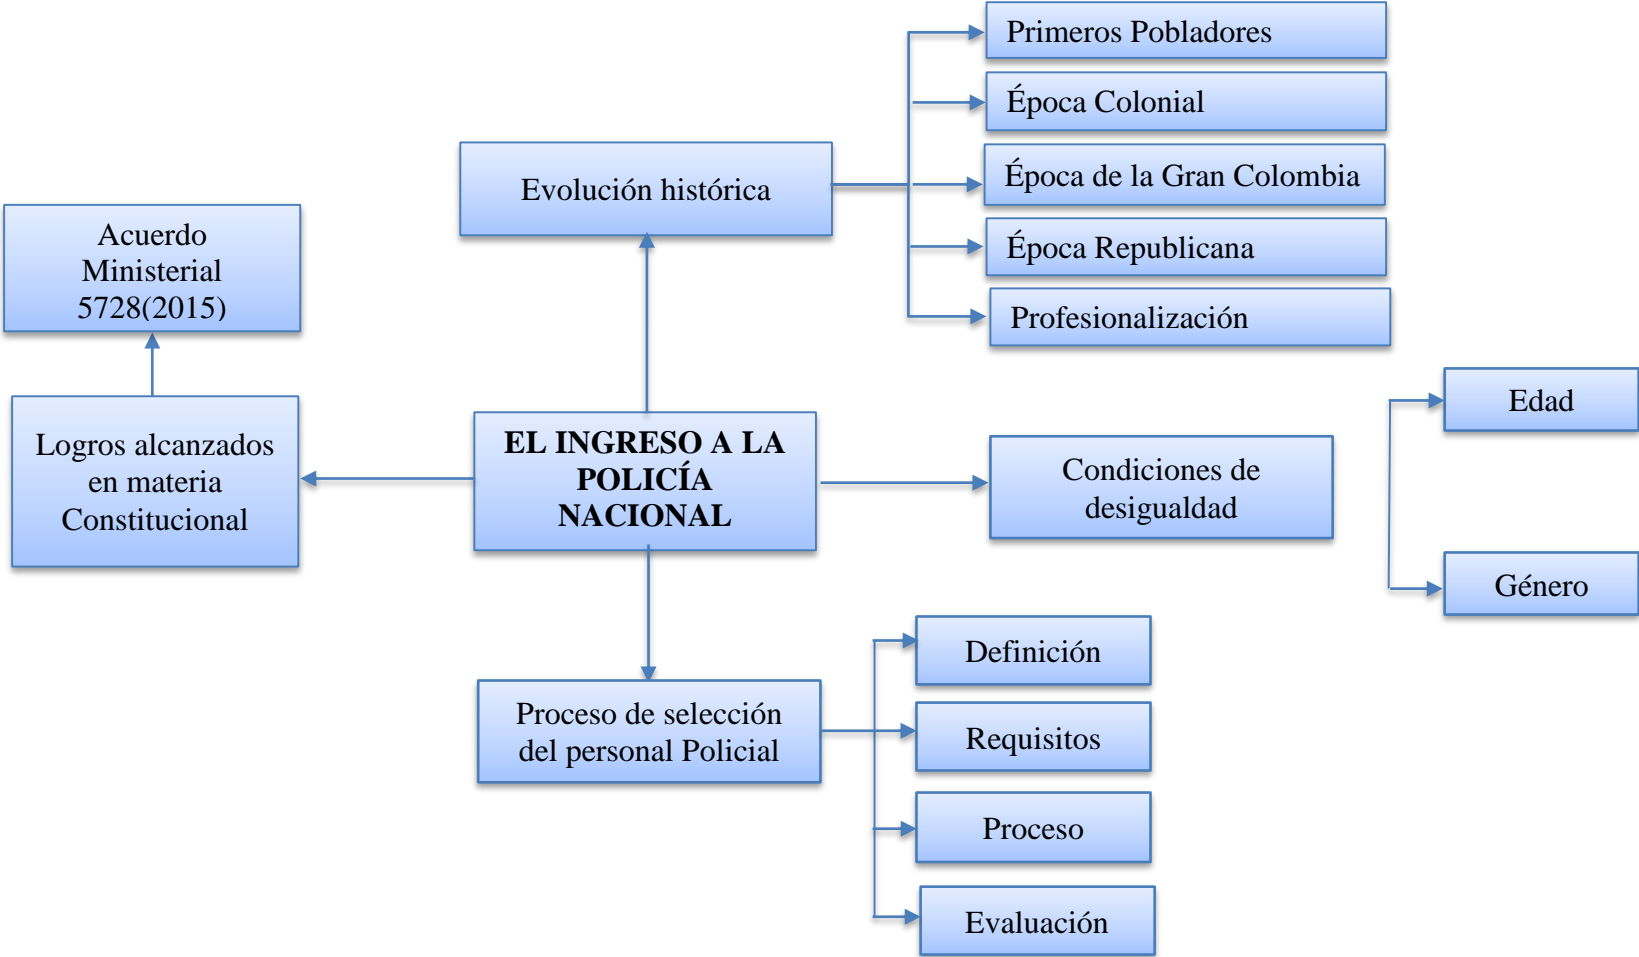 Primeros Pobladores
Época Colonial
Evolución histórica
Época de la Gran Colombia
Época Republicana
Profesionalización
Acuerdo
Ministerial
5728(2015)
Logros alcanzados
en materia
Constitucional
EL INGRESO A LA
POLICÍA
NACIONAL
Condiciones de
desigualdad
Edad
Género
Proceso de selección
del personal Policial
Definición
Requisitos
Proceso
Evaluación